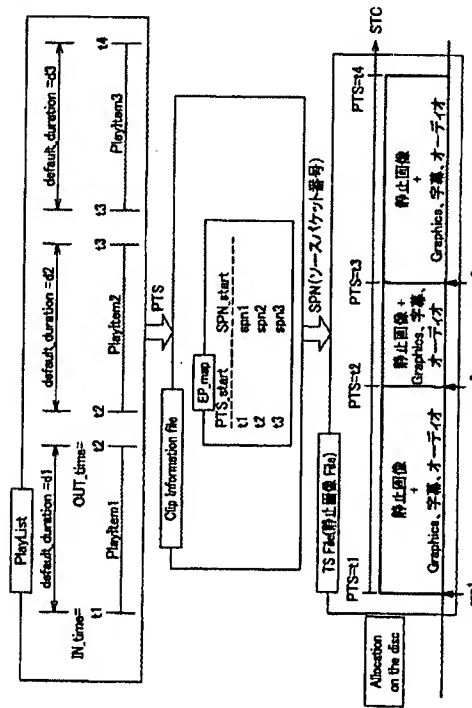 PlayList
default_duration =d1
default_duration =d2
default_duration =d3
IN_time=
OUT_time=
t1
t2
t2
t3
t3
t4
PlayItem1
PlayItem2
PlayItem3
PTS
Clip Information file
EP_map
PTS_start
SPN_start
t1
spn1
t2
spn2
t3
spn3
SPN(ソースパケット番号)
TS File(静止画像 File)
STC
PTS=t1
PTS=t2
PTS=t3
PTS=t4
静止画像
+
Graphics、字幕、オーディオ
静止画像 +
Graphics、字幕、
オーディオ
静止画像
+
Graphics、字幕、オーディオ
Allocation
on the disc